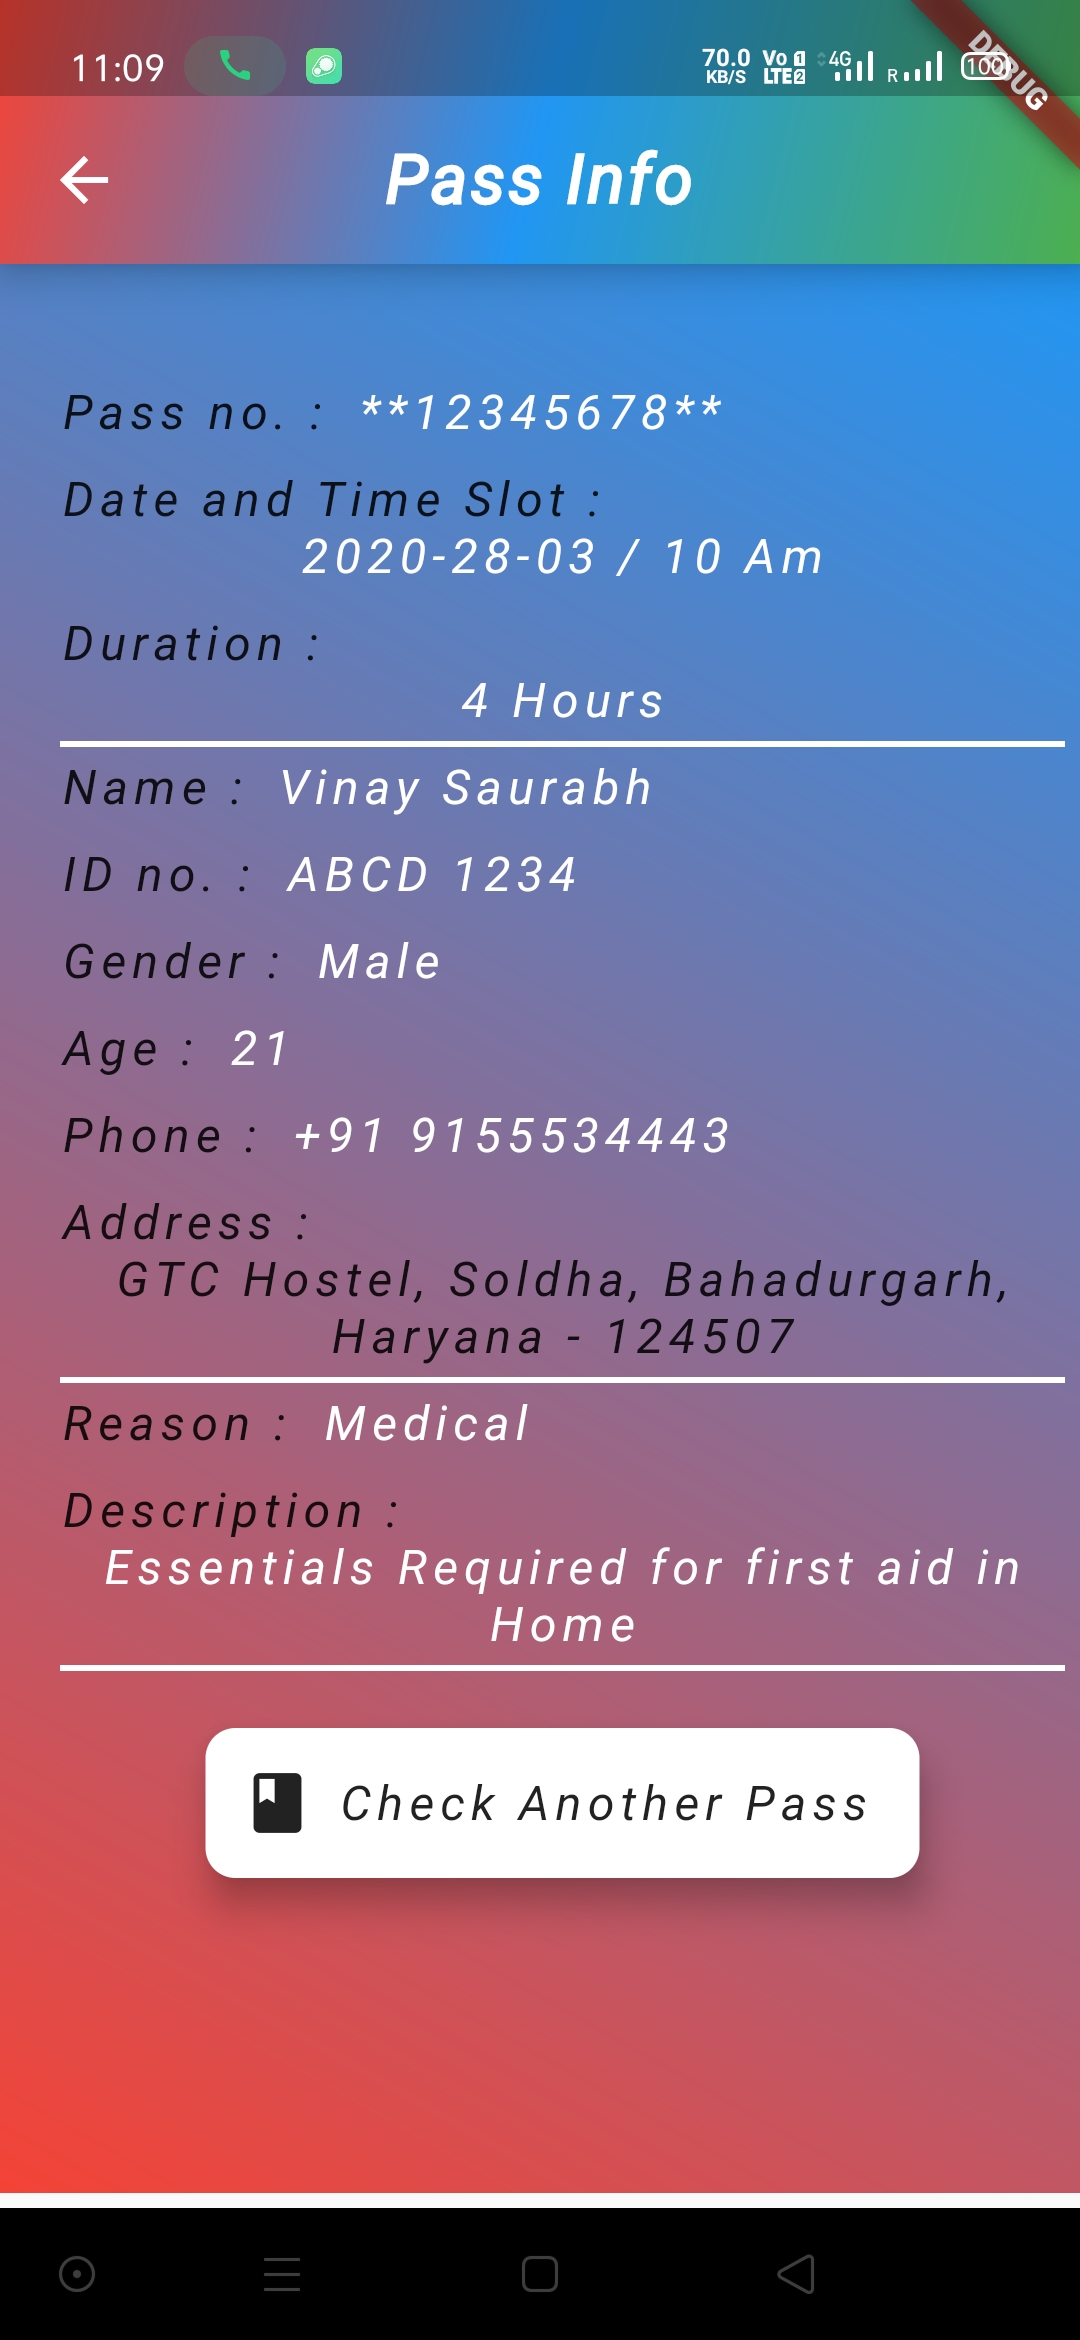 11:09
70.0 KB/S Vo LTE 1 2 4G R 100
DEBUG
Pass Info
Pass no. : **12345678**
Date and Time Slot :
2020-28-03 / 10 Am
Duration :
4 Hours
Name : Vinay Saurabh
ID no. : ABCD 1234
Gender : Male
Age : 21
Phone : +91 9155534443
Address :
GTC Hostel, Soldha, Bahadurgarh,
Haryana - 124507
Reason : Medical
Description :
Essentials Required for first aid in
Home
Check Another Pass